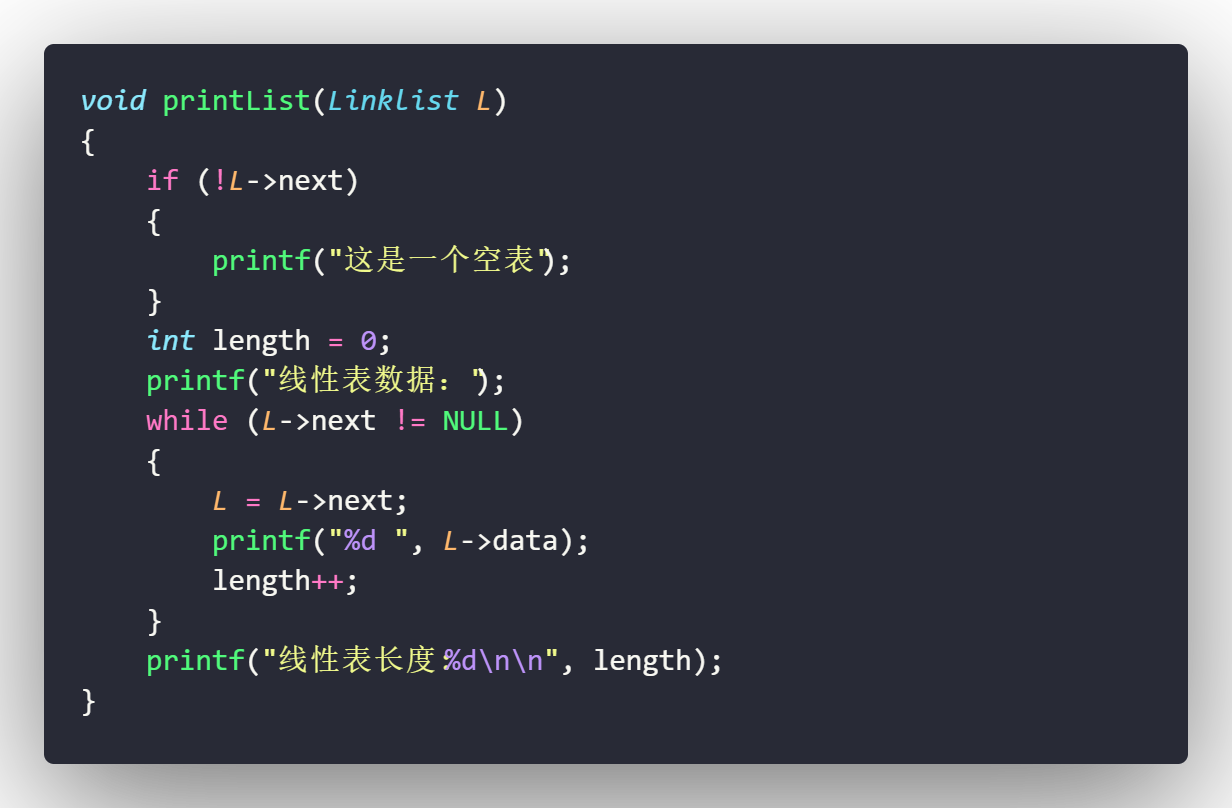 void printList(Linklist L)
{
    if (!L->next)
    {
        printf("这是一个空表");
    }
    int length = 0;
    printf("线性表数据：");
    while (L->next != NULL)
    {
        L = L->next;
        printf("%d ", L->data);
        length++;
    }
    printf("线性表长度：%d\n\n", length);
}